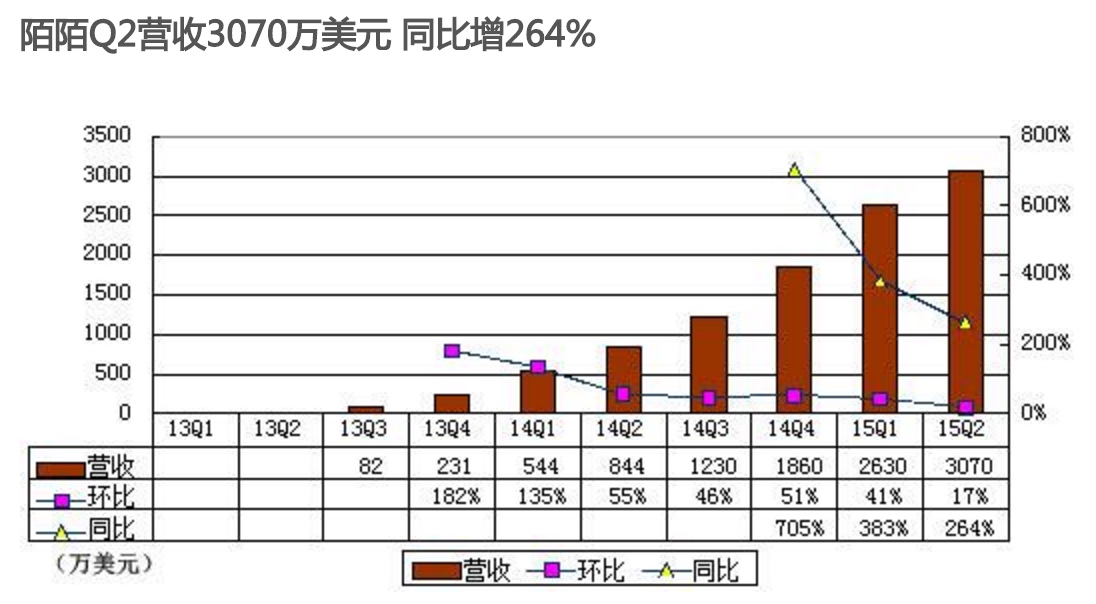 陌陌Q2营收3070万美元 同比增264%
3500 800%
3000
2500 600%
2000
1500 400%
1000
500 200%
0 0%
13Q1 13Q2 13Q3 13Q4 14Q1 14Q2 14Q3 14Q4 15Q1 15Q2
营收 82 231 544 844 1230 1860 2630 3070
环比 182% 135% 55% 46% 51% 41% 17%
同比 705% 383% 264%
（万美元）
营收 环比 同比